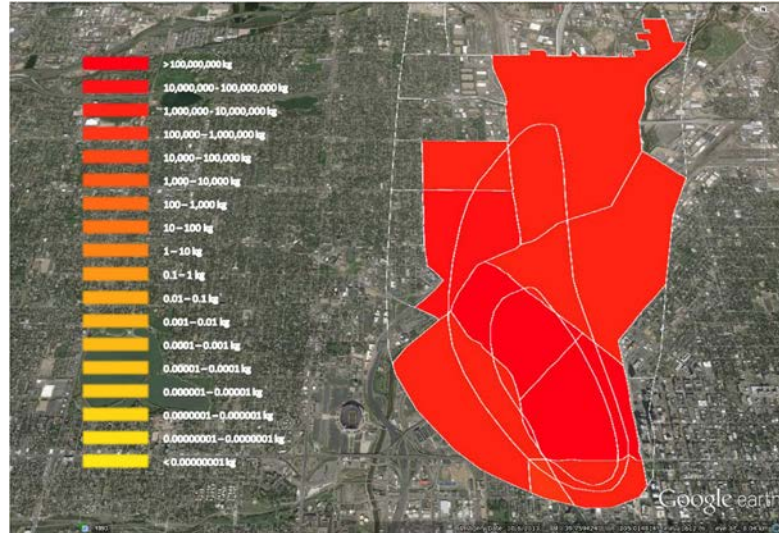 >100,000,000 kg
10,000,000 - 100,000,000 kg
1,000,000 - 10,000,000 kg
100,000 – 1,000,000 kg
10,000 – 100,000 kg
1,000 – 10,000 kg
100 – 1,000 kg
10 – 100 kg
1 – 10 kg
0.1 – 1 kg
0.01 – 0.1 kg
0.001 – 0.01 kg
0.0001 – 0.001 kg
0.00001 – 0.0001 kg
0.000001 – 0.00001 kg
0.0000001 – 0.000001 kg
0.00000001 – 0.0000001 kg
< 0.00000001 kg
Google earth